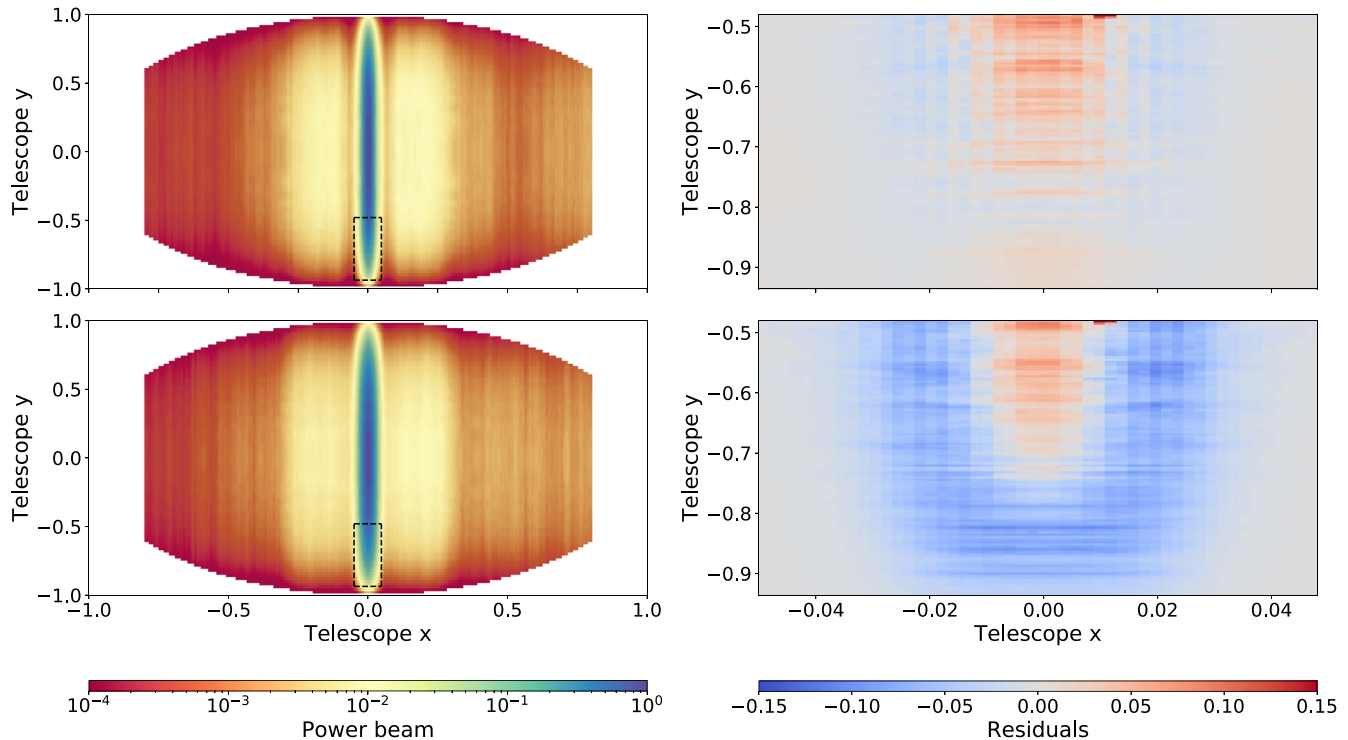 1.0
0.5
0.0
−0.5
−1.0
Telescope y
−0.5
−0.6
−0.7
−0.8
−0.9
Telescope y
1.0
0.5
0.0
−0.5
−1.0
Telescope y
−1.0 −0.5 0.0 0.5 1.0
Telescope x
−0.5
−0.6
−0.7
−0.8
−0.9
Telescope y
−0.04 −0.02 0.00 0.02 0.04
Telescope x
10⁻⁴ 10⁻³ 10⁻² 10⁻¹ 10⁰
Power beam
−0.15 −0.10 −0.05 0.00 0.05 0.10 0.15
Residuals